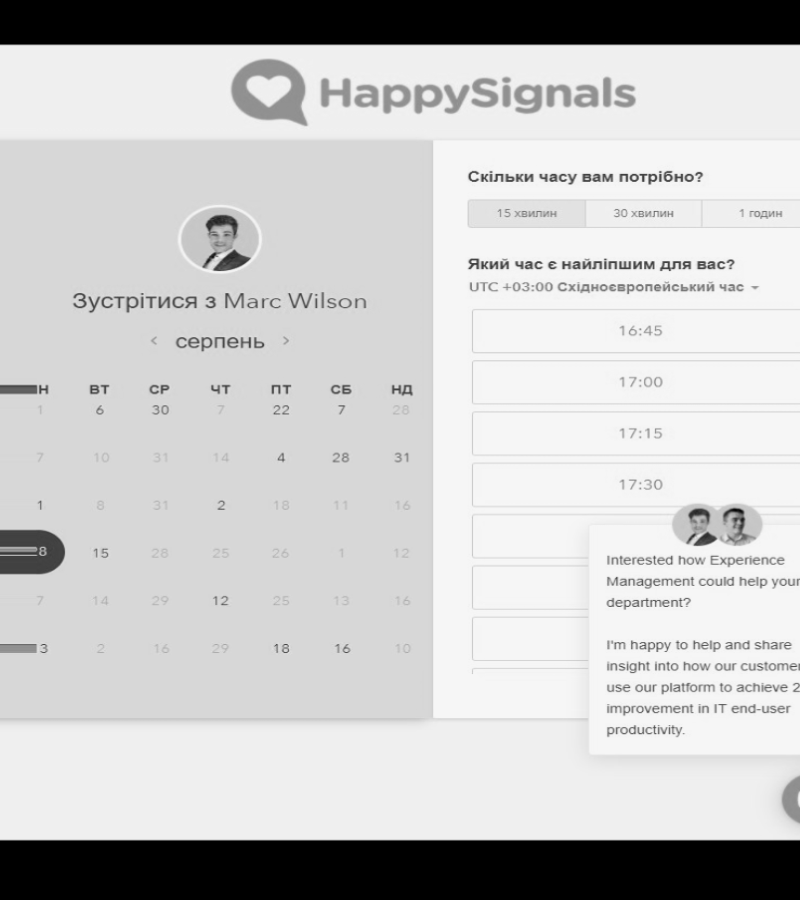 HappySignals
Зустрітися з Marc Wilson
серпень
Н ВТ СР ЧТ ПТ СБ НД
1 6 30 7 22 7 28
7 10 31 14 4 28 31
1 8 31 2 18 11 16
8 15 28 25 26 1 12
7 14 29 12 25 13 16
3 2 16 29 18 16 10
Скільки часу вам потрібно?
15 хвилин 30 хвилин 1 годин
Який час є найліпшим для вас?
UTC +03:00 Східноєвропейський час
16:45
17:00
17:15
17:30
Interested how Experience
Management could help your
department?
I'm happy to help and share
insight into how our customer
use our platform to achieve 2
improvement in IT end-user
productivity.